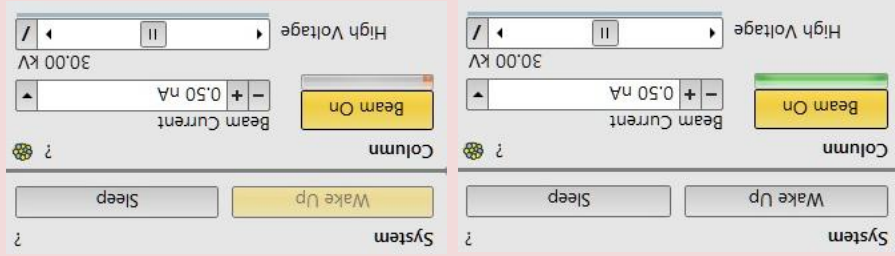 System ?
Wake Up Sleep
Column ?
Beam Current
Beam On − + 0.50 nA
30.00 kV
High Voltage
System ?
Wake Up Sleep
Column ?
Beam Current
Beam On − + 0.50 nA
30.00 kV
High Voltage